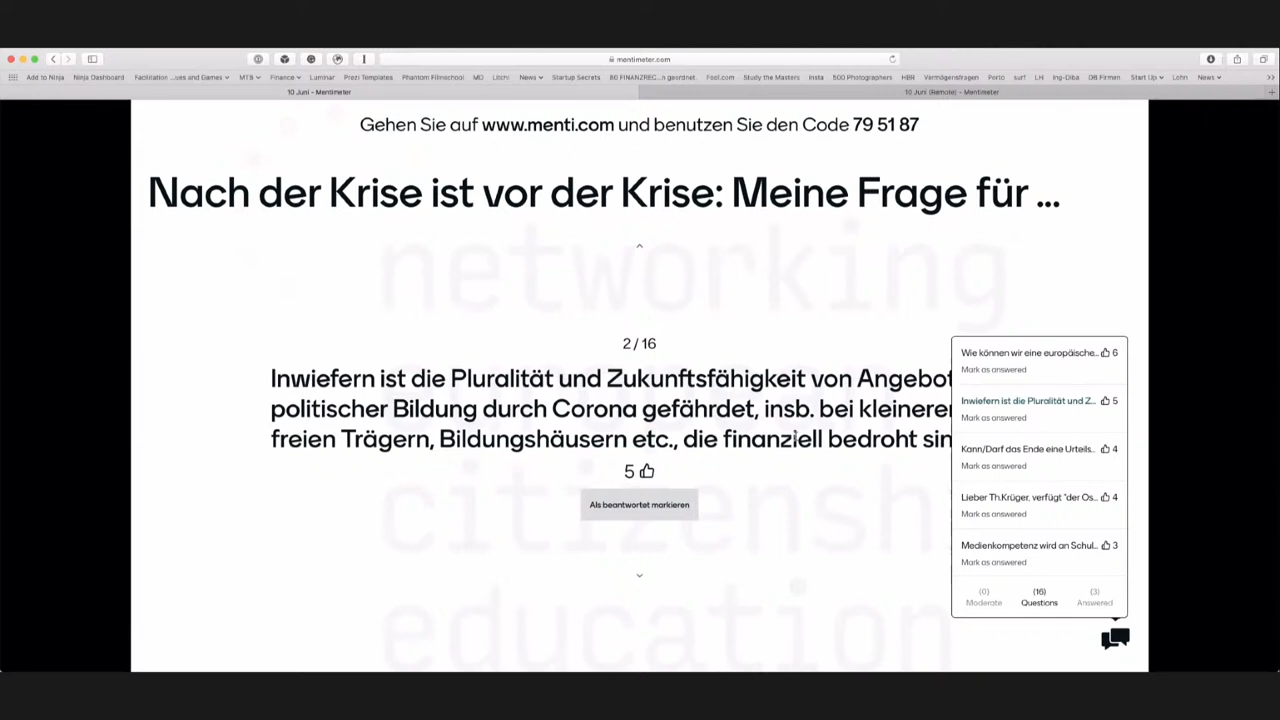 mentimeter.com
Add to Ninja Ninja Dashboard Facilitation ...ues and Games MTB Finance Luminar Prezi Templates Phantom Filmschool MD News Startup Secrets 80 FINANZREC...n geordnet. Fool.com Study the Masters Insta 500 Photographers HBR Vermögensfragen Porto surf LH Ing-Diba DB Firmen Start Up Lohn News
10 Juni - Mentimeter 10 Juni (Remote) - Mentimeter
Gehen Sie auf www.menti.com und benutzen Sie den Code 79 51 87
Nach der Krise ist vor der Krise: Meine Frage für ...
networking
2 / 16
Inwiefern ist die Pluralität und Zukunftsfähigkeit von Angebot
politischer Bildung durch Corona gefährdet, insb. bei kleinerer
freien Trägern, Bildungshäusern etc., die finanziell bedroht sin
5
Als beantwortet markieren
citizensh
education
Wie können wir eine europäische... 6
Mark as answered
Inwiefern ist die Pluralität und Z... 5
Mark as answered
Kann/Darf das Ende eine Urteils... 4
Mark as answered
Lieber Th.Krüger, verfügt "der Os... 4
Mark as answered
Medienkompetenz wird an Schul... 3
Mark as answered
(0) (16) (3)
Moderate Questions Answered